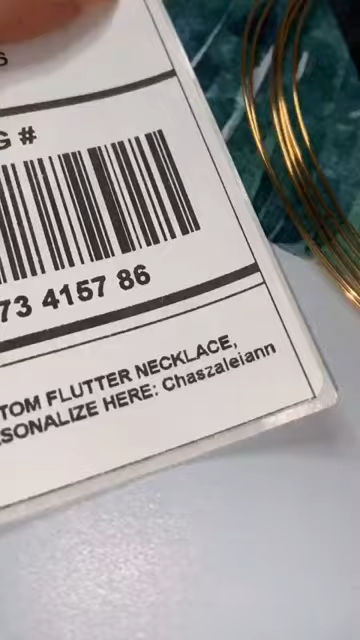 S
G #
73 4157 86
TOM FLUTTER NECKLACE,
SONALIZE HERE: Chaszaleiann